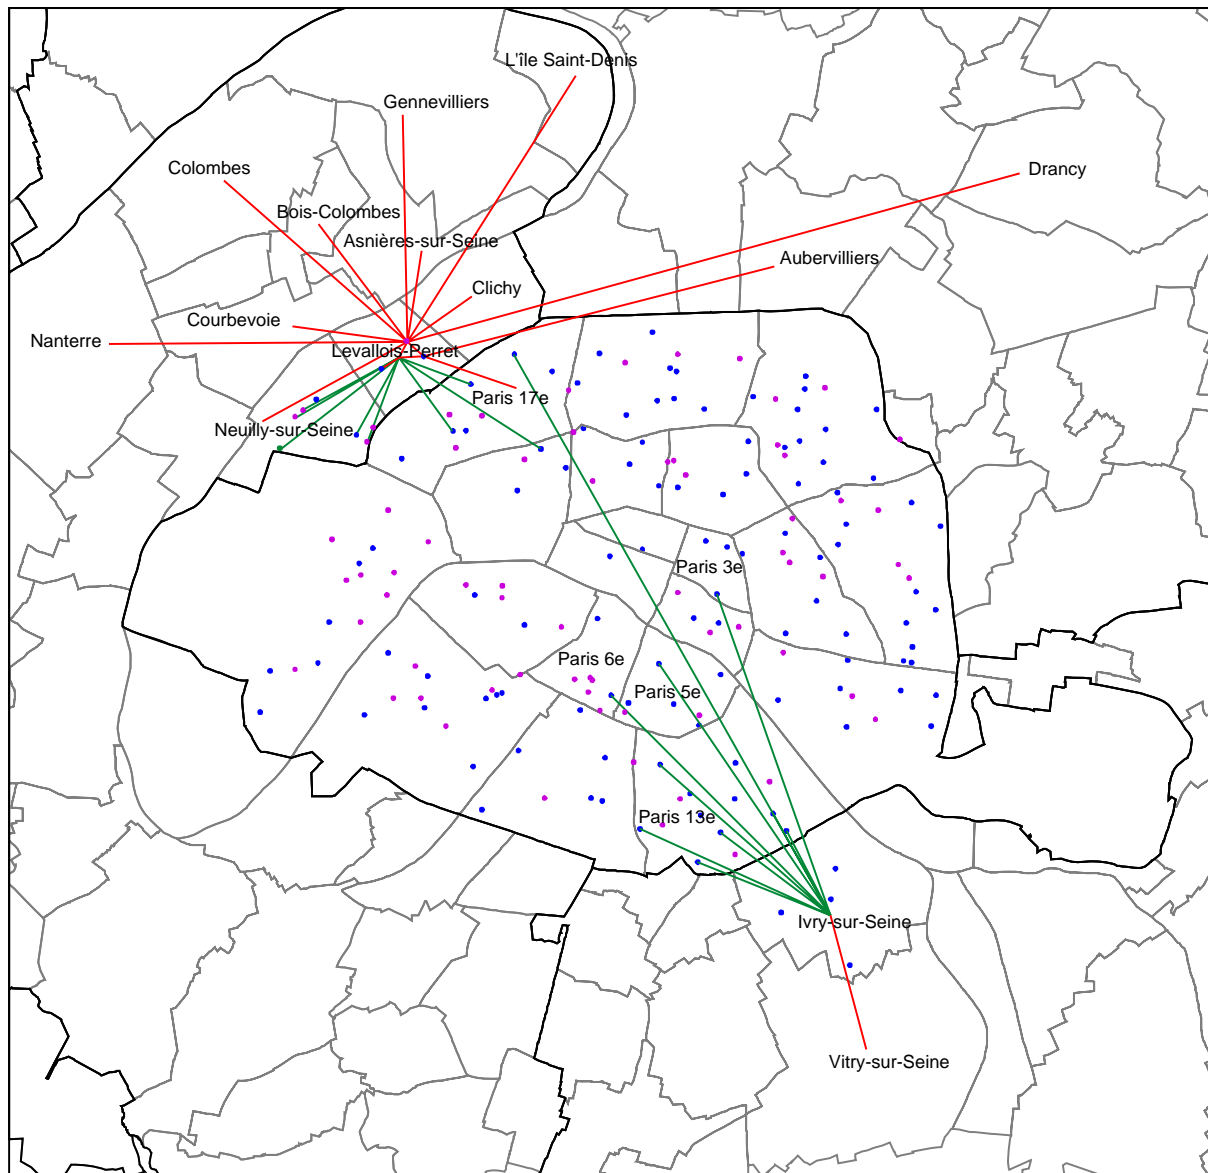 L'île Saint-Denis
Gennevilliers
Colombes
Drancy
Bois-Colombes
Asnières-sur-Seine
Aubervilliers
Clichy
Courbevoie
Nanterre
Levallois-Perret
Paris 17e
Neuilly-sur-Seine
Paris 3e
Paris 6e
Paris 5e
Paris 13e
Ivry-sur-Seine
Vitry-sur-Seine